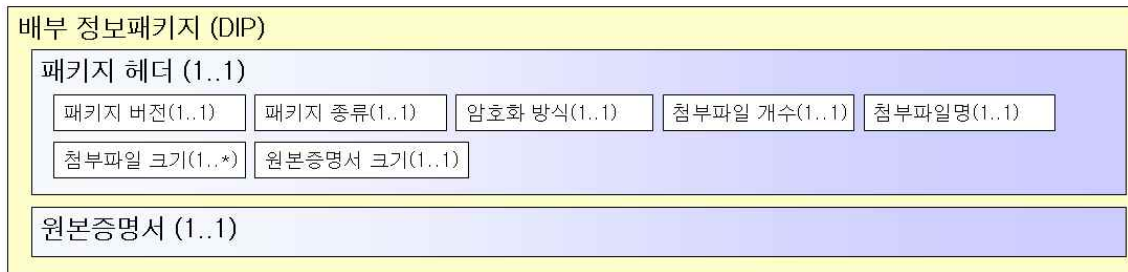 배부 정보패키지 (DIP)
패키지 헤더 (1..1)
패키지 버전(1..1) 패키지 종류(1..1) 암호화 방식(1..1) 첨부파일 개수(1..1) 첨부파일명(1..1)
첨부파일 크기(1..*) 원본증명서 크기(1..1)
원본증명서 (1..1)